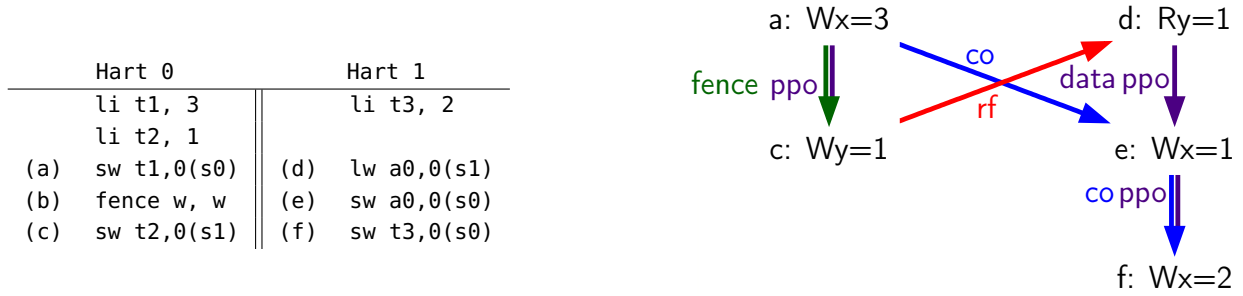 Hart 0 Hart 1
li t1, 3 li t3, 2
li t2, 1
(a) sw t1,0(s0) (d) lw a0,0(s1)
(b) fence w, w (e) sw a0,0(s0)
(c) sw t2,0(s1) (f) sw t3,0(s0)
a: Wx=3 d: Ry=1
co
fence ppo data ppo
rf
c: Wy=1 e: Wx=1
co ppo
f: Wx=2